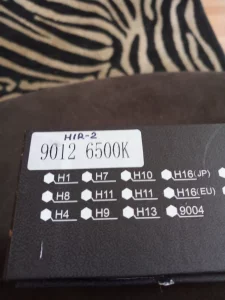 HIR-2
9012 6500K
H1 H7 H10 H16(JP)
H8 H11 H11 H16(EU)
H4 H9 H13 9004